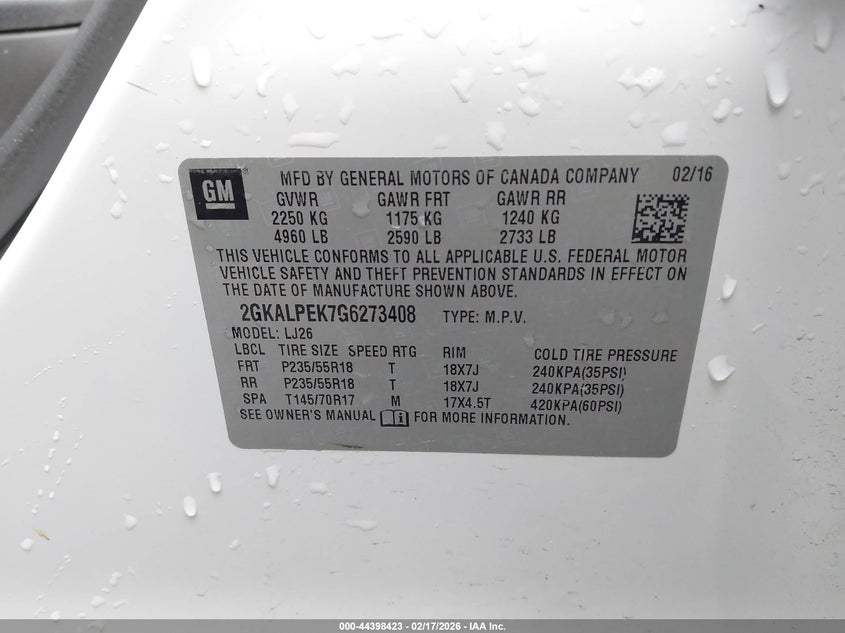 GM
MFD BY GENERAL MOTORS OF CANADA COMPANY 02/16
GVWR GAWR FRT GAWR RR
2250 KG 1175 KG 1240 KG
4960 LB 2590 LB 2733 LB
THIS VEHICLE CONFORMS TO ALL APPLICABLE U.S. FEDERAL MOTOR
VEHICLE SAFETY AND THEFT PREVENTION STANDARDS IN EFFECT ON
THE DATE OF MANUFACTURE SHOWN ABOVE.
2GKALPEK7G6273408 TYPE: M.P.V.
MODEL: LJ26
LBCL TIRE SIZE SPEED RTG RIM COLD TIRE PRESSURE
FRT P235/55R18 T 18X7J 240KPA(35PSI)
RR P235/55R18 T 18X7J 240KPA(35PSI)
SPA T145/70R17 M 17X4.5T 420KPA(60PSI)
SEE OWNER'S MANUAL i FOR MORE INFORMATION.
000-44398423 - 02/17/2026 - IAA Inc.